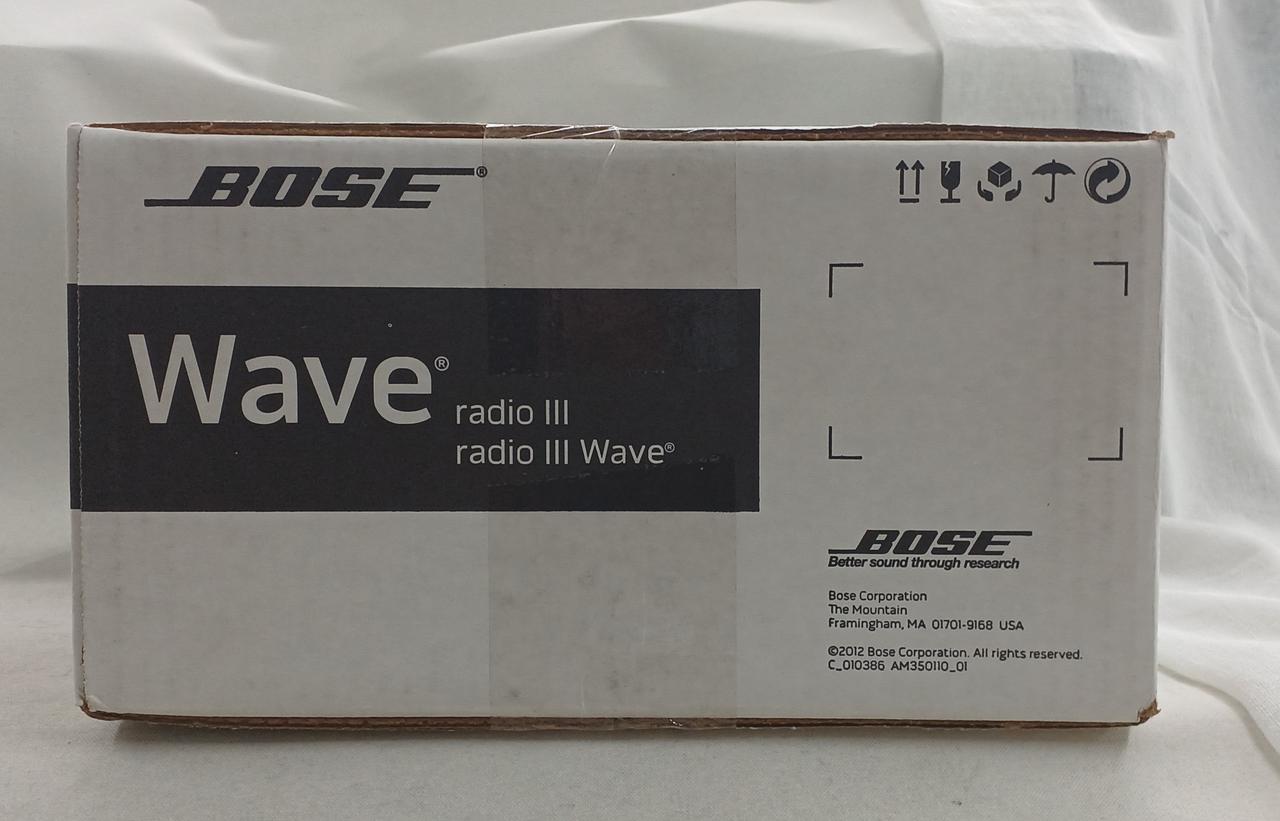 BOSE®
Wave®
radio III
radio III Wave®
BOSE
Better sound through research
Bose Corporation
The Mountain
Framingham, MA 01701-9168 USA
©2012 Bose Corporation. All rights reserved.
C_010386 AM350110_01